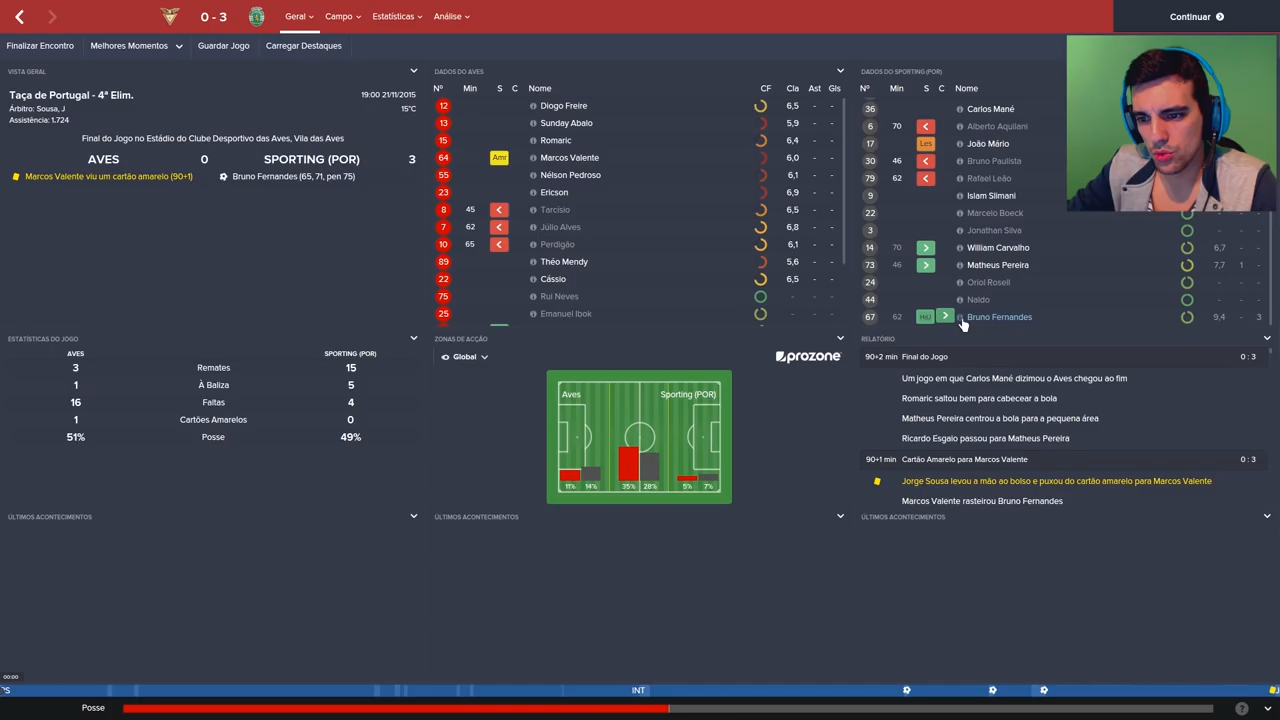 0 - 3
Geral
Campo
Estatísticas
Análise
Continuar
Finalizar Encontro
Melhores Momentos
Guardar Jogo
Carregar Destaques
VISTA GERAL
Taça de Portugal - 4ª Elim.
19:00 21/11/2015
Árbitro: Sousa, J
15°C
Assistência: 1.724
Final do Jogo no Estádio do Clube Desportivo das Aves, Vila das Aves
AVES 0 SPORTING (POR) 3
Marcos Valente viu um cartão amarelo (90+1)
Bruno Fernandes (65, 71, pen 75)
DADOS DO AVES
Nº Min S C Nome CF Cla Ast Gls
12 Diogo Freire 6,5 - -
13 Sunday Abalo 5,9 - -
15 Romaric 6,4 - -
64 Amr Marcos Valente 6,0 - -
55 Nélson Pedroso 6,1 - -
23 Ericson 6,9 - -
8 45 Tarcísio 6,5 - -
7 62 Júlio Alves 6,8 - -
10 65 Perdigão 6,1 - -
89 Théo Mendy 5,6 - -
22 Cássio 6,5 - -
75 Rui Neves - - -
25 Emanuel Ibok - - -
DADOS DO SPORTING (POR)
Nº Min S C Nome
36 Carlos Mané
6 70 Alberto Aquilani
17 Les João Mário
30 46 Bruno Paulista
79 62 Rafael Leão
9 Islam Slimani
22 Marcelo Boeck
3 Jonathan Silva - - -
14 70 William Carvalho 6,7 - -
73 46 Matheus Pereira 7,7 1 -
24 Oriol Rosell - - -
44 Naldo - - -
67 62 HdJ Bruno Fernandes 9,4 - 3
ESTATÍSTICAS DO JOGO
AVES SPORTING (POR)
3 Remates 15
1 À Baliza 5
16 Faltas 4
1 Cartões Amarelos 0
51% Posse 49%
ZONAS DE ACÇÃO
Global
prozone
Aves Sporting (POR)
11% 14% 35% 28% 5% 7%
RELATÓRIO
90+2 min Final do Jogo 0 : 3
Um jogo em que Carlos Mané dizimou o Aves chegou ao fim
Romaric saltou bem para cabecear a bola
Matheus Pereira centrou a bola para a pequena área
Ricardo Esgaio passou para Matheus Pereira
90+1 min Cartão Amarelo para Marcos Valente 0 : 3
Jorge Sousa levou a mão ao bolso e puxou do cartão amarelo para Marcos Valente
Marcos Valente rasteirou Bruno Fernandes
ÚLTIMOS ACONTECIMENTOS
ÚLTIMOS ACONTECIMENTOS
ÚLTIMOS ACONTECIMENTOS
00:00
INT
Posse